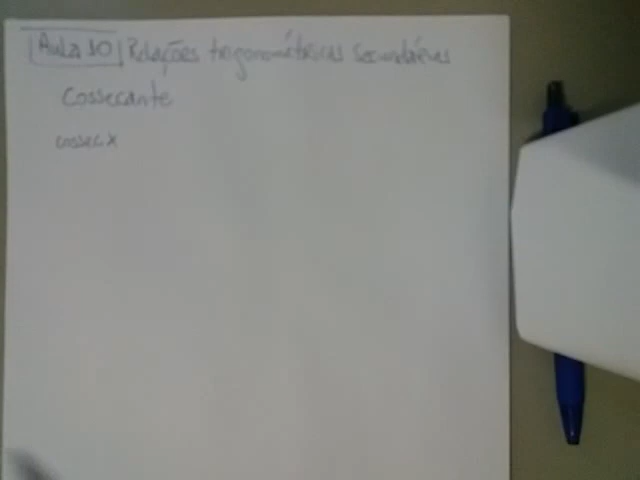 Aula 10 Relações trigonométricas secundárias
Cossecante
cossec x